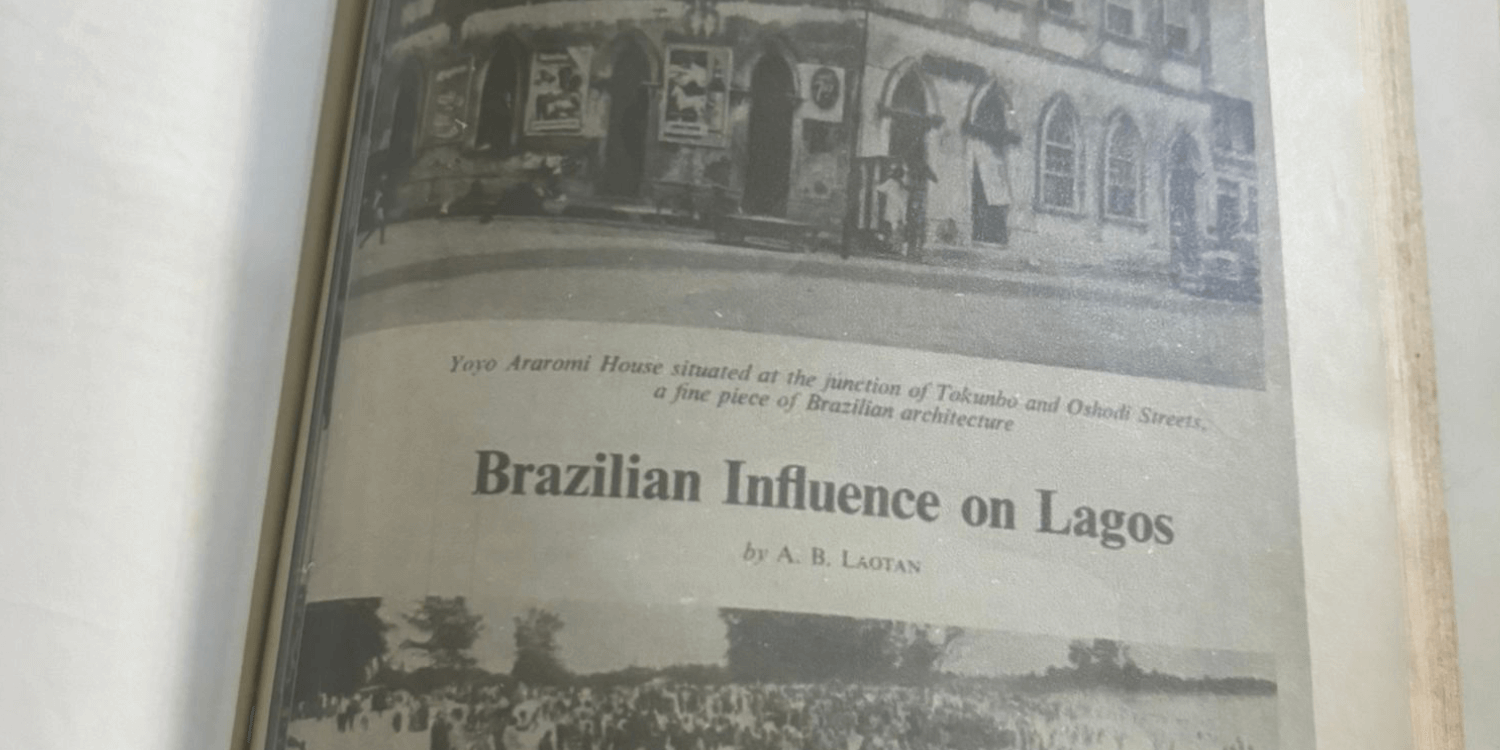 Yoyo Araromi House situated at the junction of Tokunbo and Oshodi Streets,
a fine piece of Brazilian architecture
Brazilian Influence on Lagos
by A. B. LAOTAN